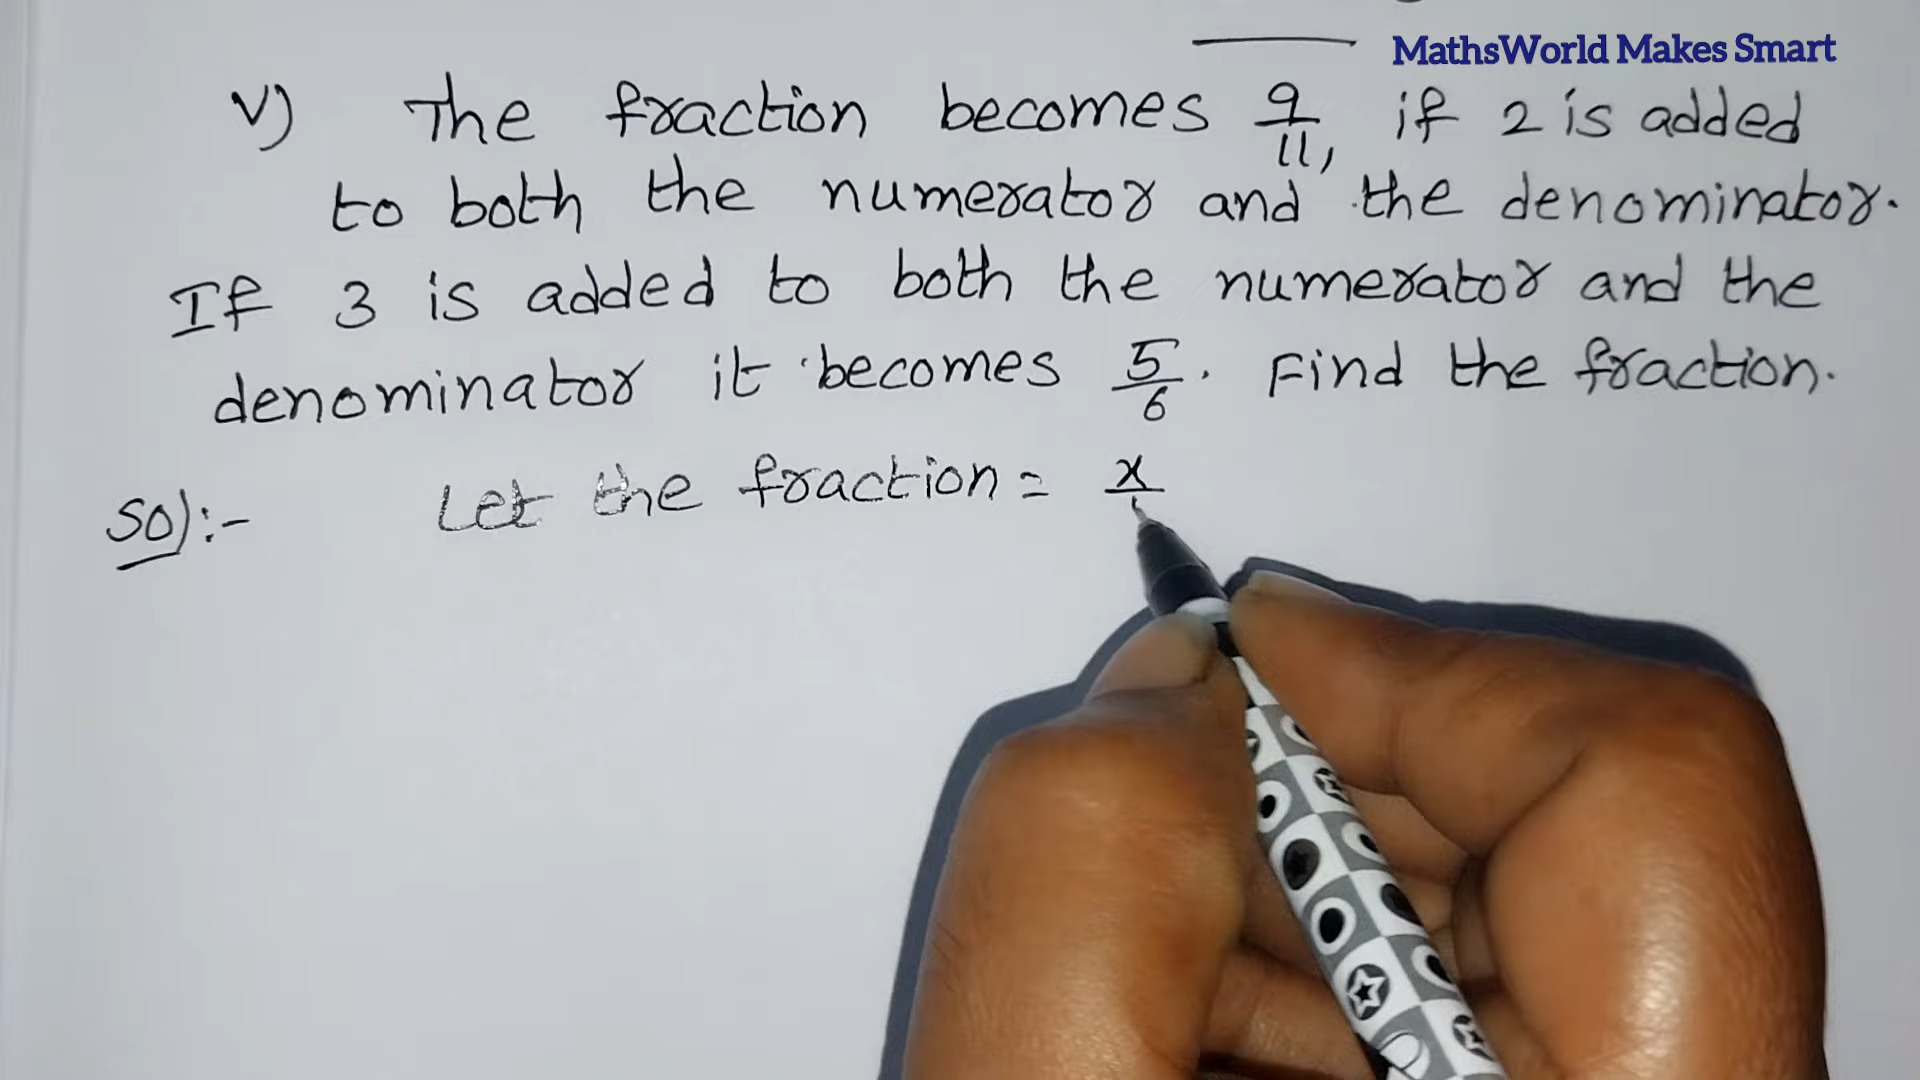 MathsWorld Makes Smart
v) The fraction becomes 9/11, if 2 is added
to both the numerator and the denominator.
If 3 is added to both the numerator and the
denominator it becomes 5/6. Find the fraction.
Sol:- Let the fraction = x